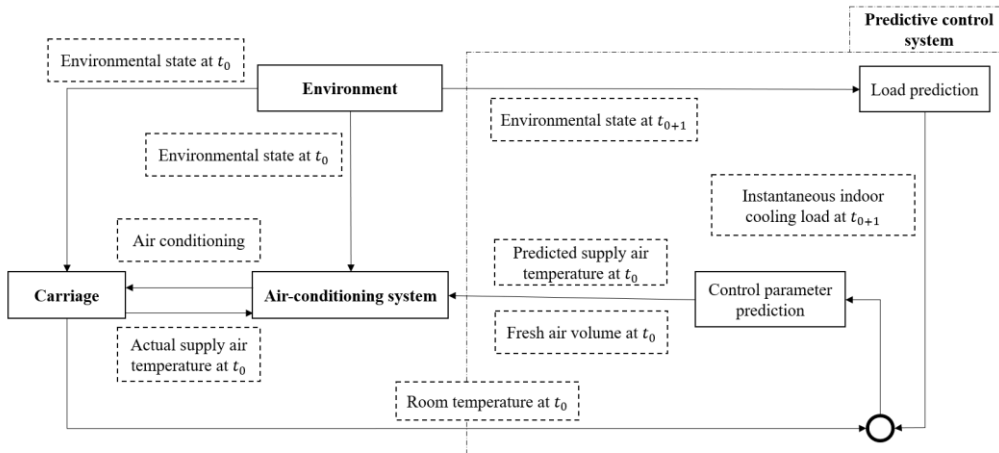 Predictive control
system
Environmental state at t₀
Environment
Load prediction
Environmental state at t₀₊₁
Environmental state at t₀
Instantaneous indoor
cooling load at t₀₊₁
Air conditioning
Predicted supply air
temperature at t₀
Carriage
Air-conditioning system
Control parameter
prediction
Fresh air volume at t₀
Actual supply air
temperature at t₀
Room temperature at t₀